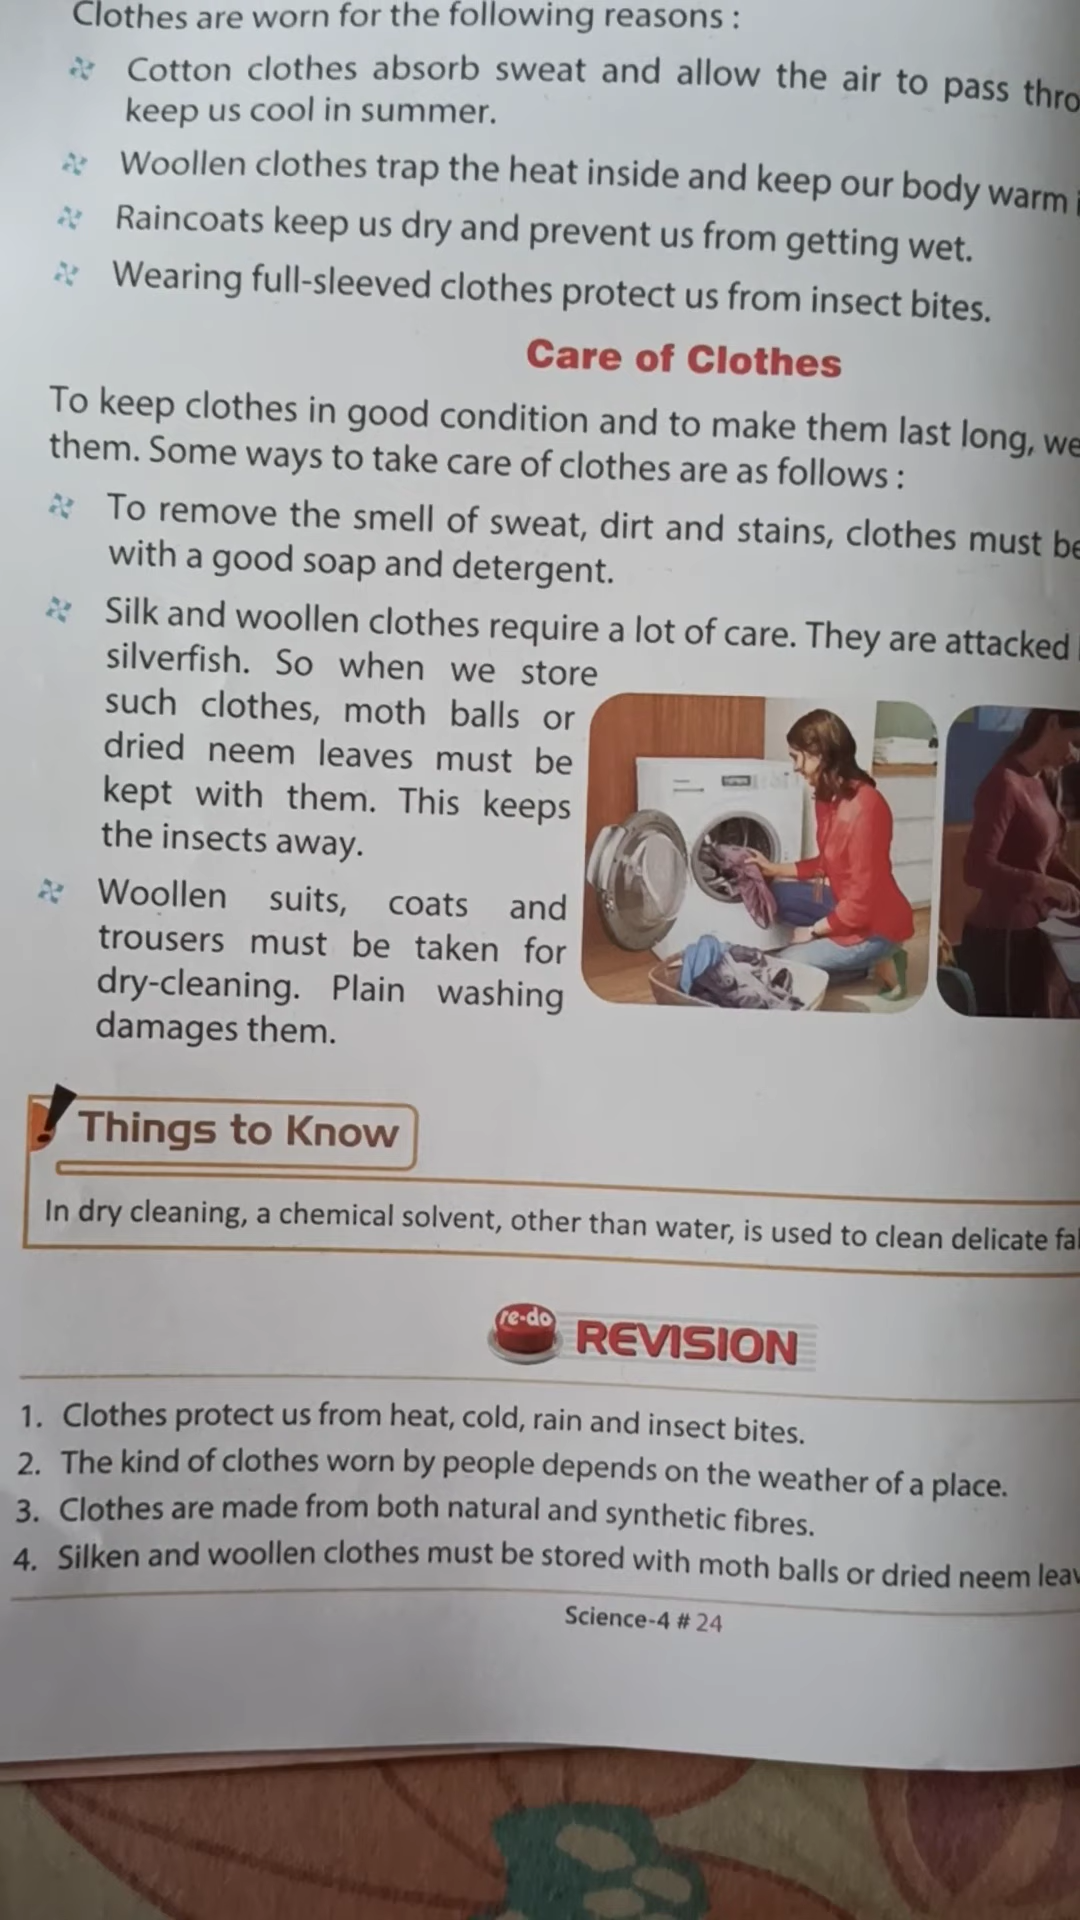 Clothes are worn for the following reasons :
Cotton clothes absorb sweat and allow the air to pass thro
keep us cool in summer.
Woollen clothes trap the heat inside and keep our body warm
Raincoats keep us dry and prevent us from getting wet.
Wearing full-sleeved clothes protect us from insect bites.
Care of Clothes
To keep clothes in good condition and to make them last long, we
them. Some ways to take care of clothes are as follows :
To remove the smell of sweat, dirt and stains, clothes must be
with a good soap and detergent.
Silk and woollen clothes require a lot of care. They are attacked
silverfish. So when we store
such clothes, moth balls or
dried neem leaves must be
kept with them. This keeps
the insects away.
Woollen suits, coats and
trousers must be taken for
dry-cleaning. Plain washing
damages them.
! Things to Know
In dry cleaning, a chemical solvent, other than water, is used to clean delicate fa
re-do REVISION
1. Clothes protect us from heat, cold, rain and insect bites.
2. The kind of clothes worn by people depends on the weather of a place.
3. Clothes are made from both natural and synthetic fibres.
4. Silken and woollen clothes must be stored with moth balls or dried neem leav
Science-4 # 24